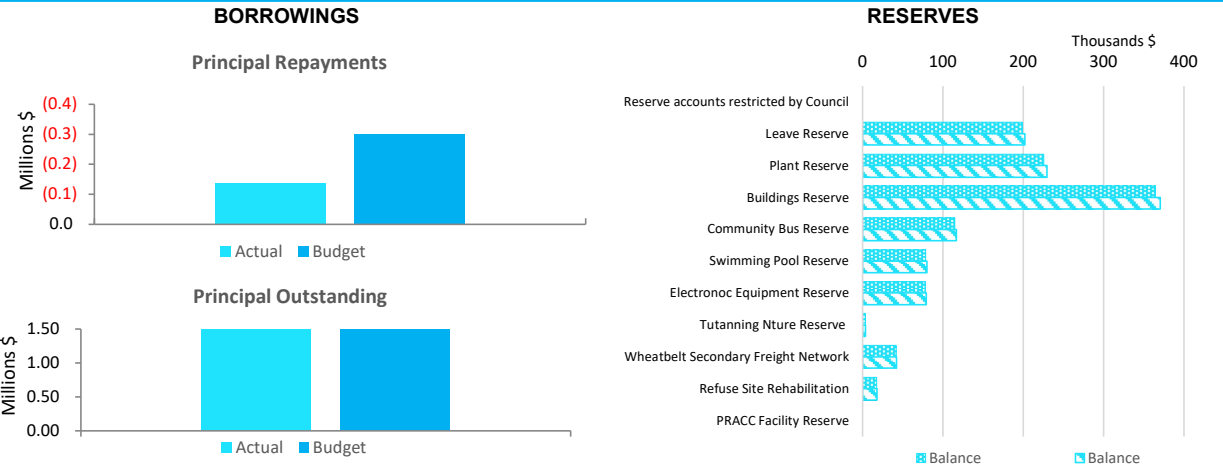 BORROWINGS
Principal Repayments
Millions $
(0.4)
(0.3)
(0.2)
(0.1)
0.0
Actual Budget
Principal Outstanding
Millions $
1.50
1.00
0.50
0.00
Actual Budget
RESERVES
Thousands $
0 100 200 300 400
Reserve accounts restricted by Council
Leave Reserve
Plant Reserve
Buildings Reserve
Community Bus Reserve
Swimming Pool Reserve
Electronoc Equipment Reserve
Tutanning Nture Reserve
Wheatbelt Secondary Freight Network
Refuse Site Rehabilitation
PRACC Facility Reserve
Balance Balance